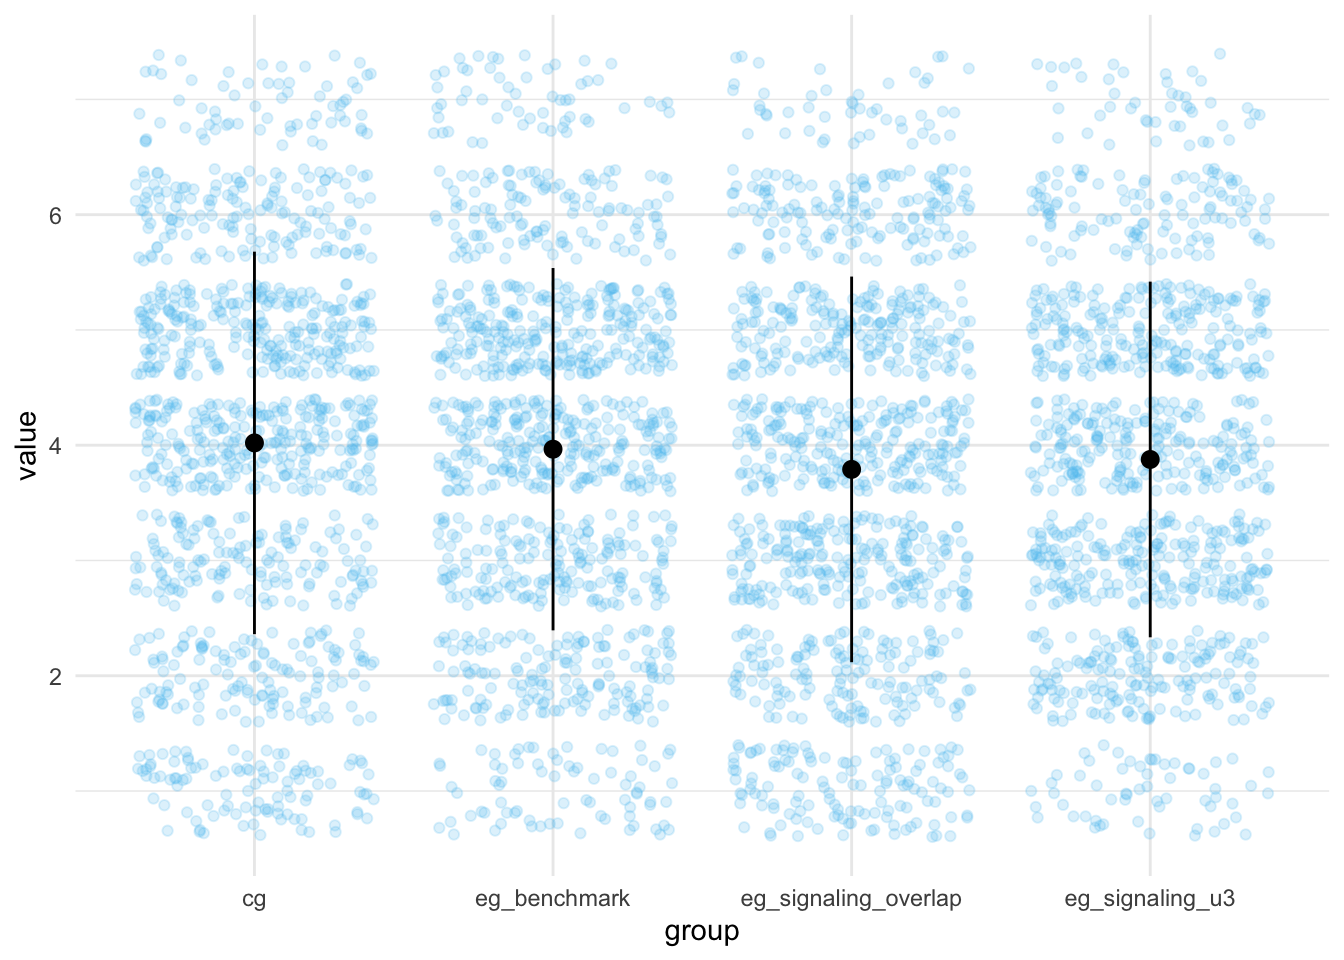 value
6
4
2
cg
eg_benchmark
eg_signaling_overlap
eg_signaling_u3
group